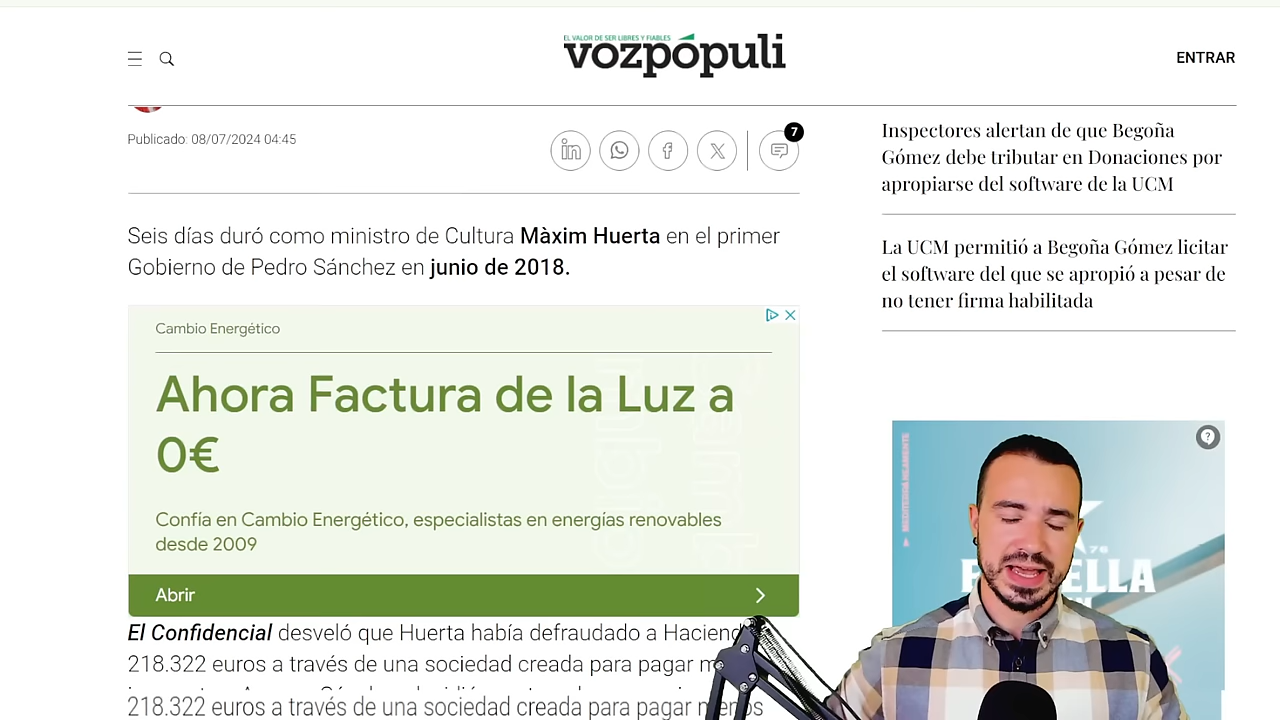 EL VALOR DE SER LIBRES Y FIABLES
vozpópuli
ENTRAR
Publicado: 08/07/2024 04:45
7
Seis días duró como ministro de Cultura Màxim Huerta en el primer
Gobierno de Pedro Sánchez en junio de 2018.
Cambio Energético
Ahora Factura de la Luz a
0€
Confía en Cambio Energético, especialistas en energías renovables
desde 2009
Abrir
El Confidencial desveló que Huerta había defraudado a
218.322 euros a través de una sociedad creada para pagar
218.322 euros a través de una sociedad creada para pagar menos
Inspectores alertan de que Begoña
Gómez debe tributar en Donaciones por
apropiarse del software de la UCM
La UCM permitió a Begoña Gómez licitar
el software del que se apropió a pesar de
no tener firma habilitada
MEDITERRÁNEAMENTE
76